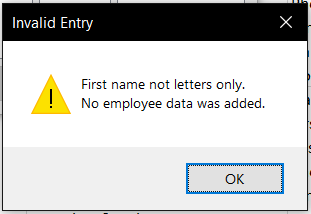 Invalid Entry
First name not letters only.
No employee data was added.
OK